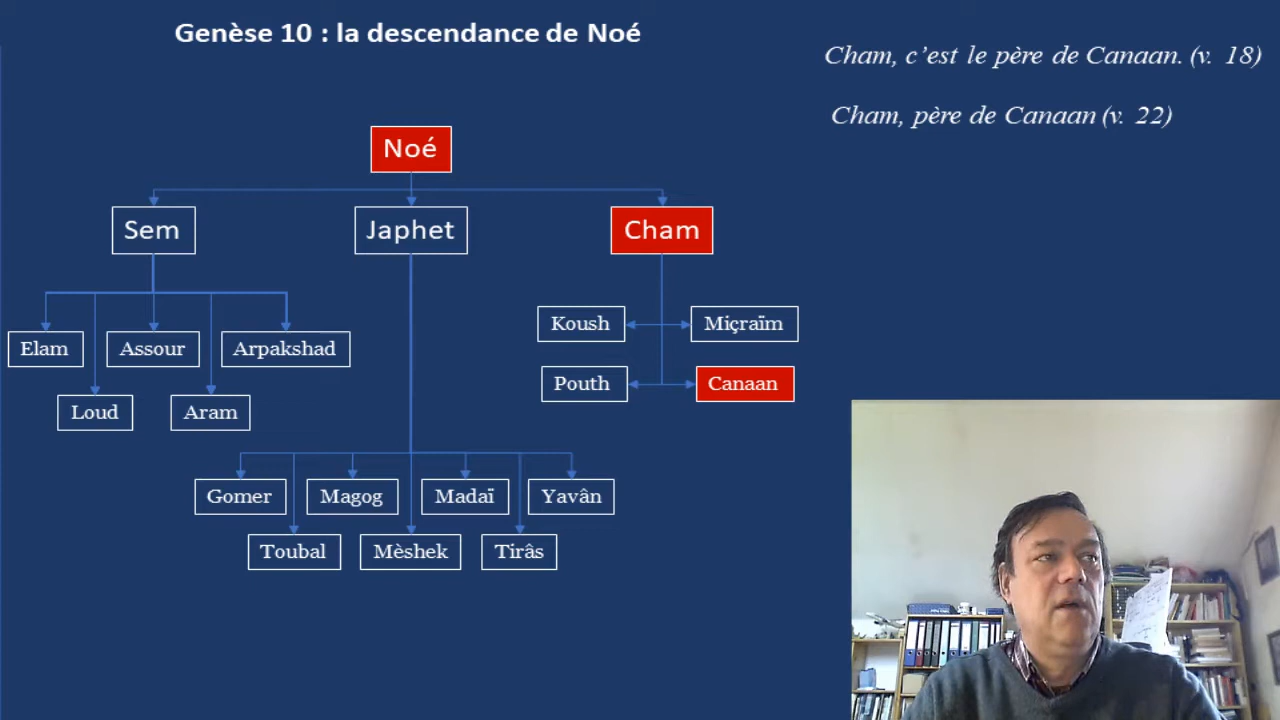 Genèse 10 : la descendance de Noé
Cham, c’est le père de Canaan. (v. 18)
Cham, père de Canaan (v. 22)
Noé
Sem
Japhet
Cham
Koush
Miçraïm
Elam
Assour
Arpakshad
Pouth
Canaan
Loud
Aram
Gomer
Magog
Madaï
Yavân
Toubal
Mèshek
Tirâs